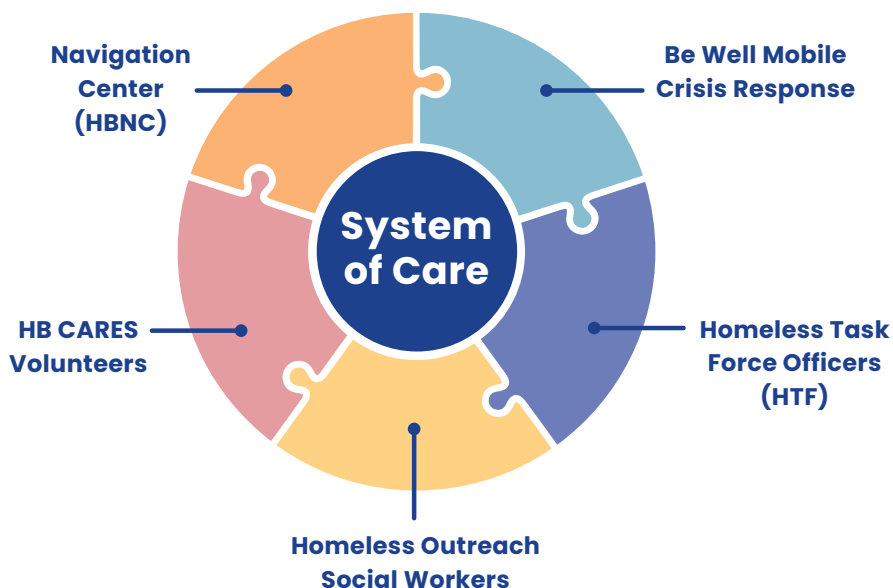 Navigation
Center
(HBNC)
Be Well Mobile
Crisis Response
System
of Care
HB CARES
Volunteers
Homeless Task
Force Officers
(HTF)
Homeless Outreach
Social Workers